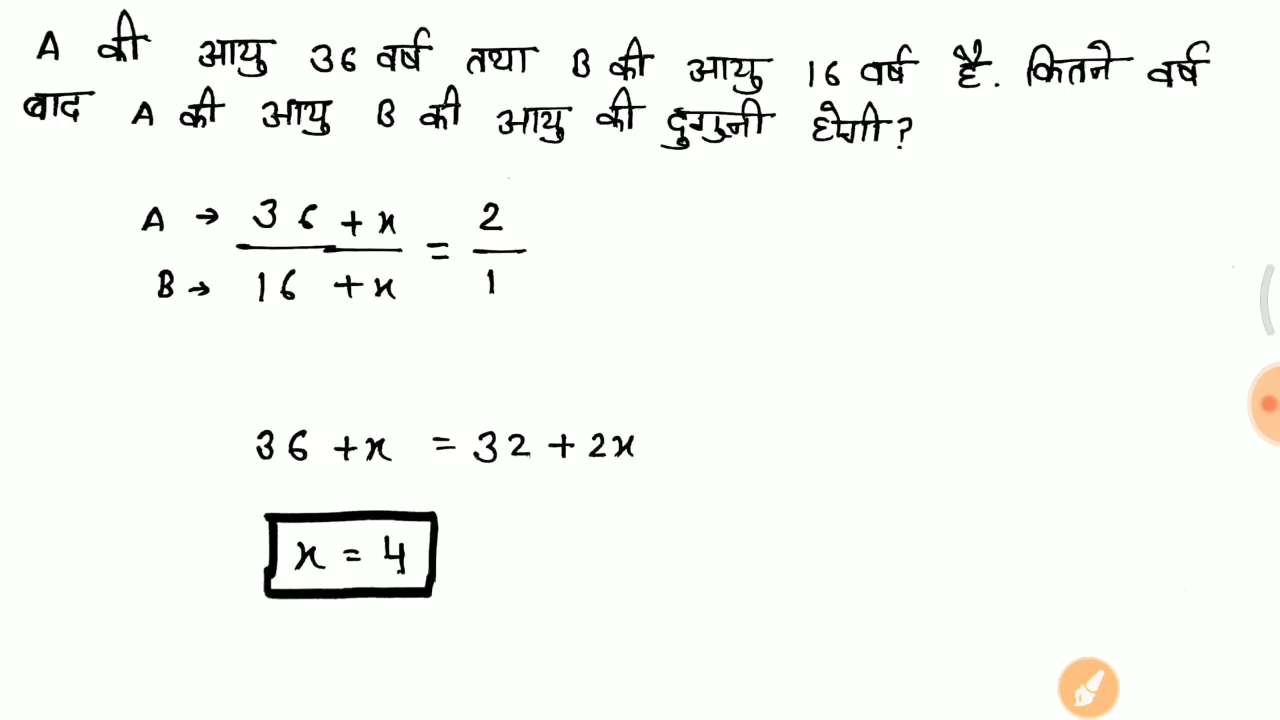 A की आयु 36 वर्ष तथा B की आयु 16 वर्ष है. कितने वर्ष
बाद A की आयु B की आयु की दुगुनी होगी?
A → 36 + x = 2
B → 16 + x 1
36 + x = 32 + 2x
x = 4